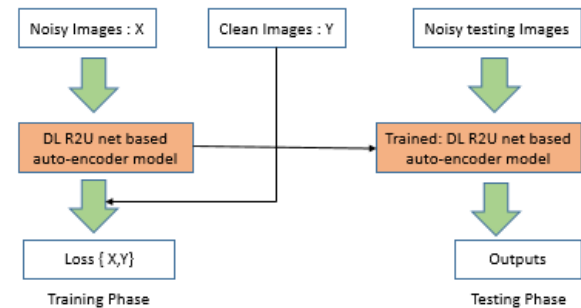 Noisy Images : X
Clean Images : Y
Noisy testing Images
DL R2U net based
auto-encoder model
Trained: DL R2U net based
auto-encoder model
Loss { X,Y}
Outputs
Training Phase
Testing Phase